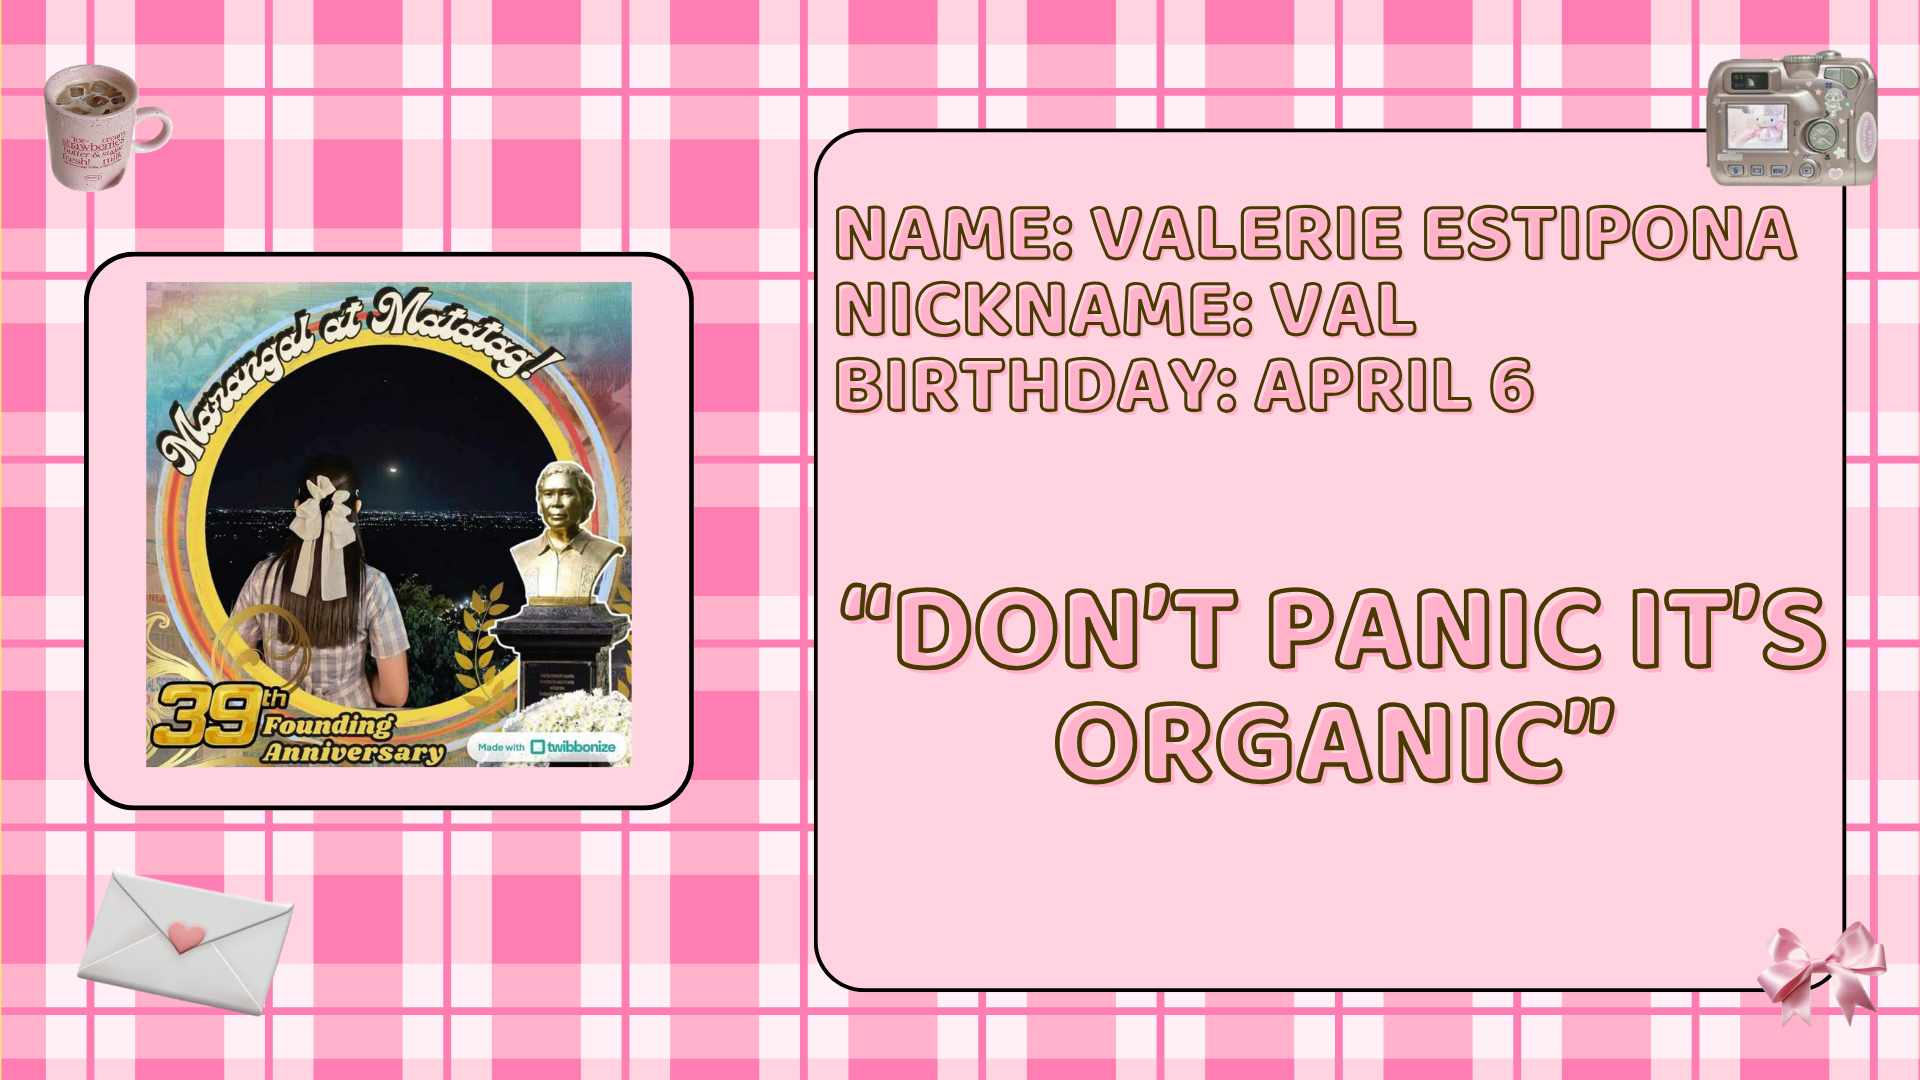 Marangal at Matatag!
39th
Founding
Anniversary
Made with twibbonize
NAME: VALERIE ESTIPONA
NICKNAME: VAL
BIRTHDAY: APRIL 6
“DON’T PANIC IT’S
ORGANIC”